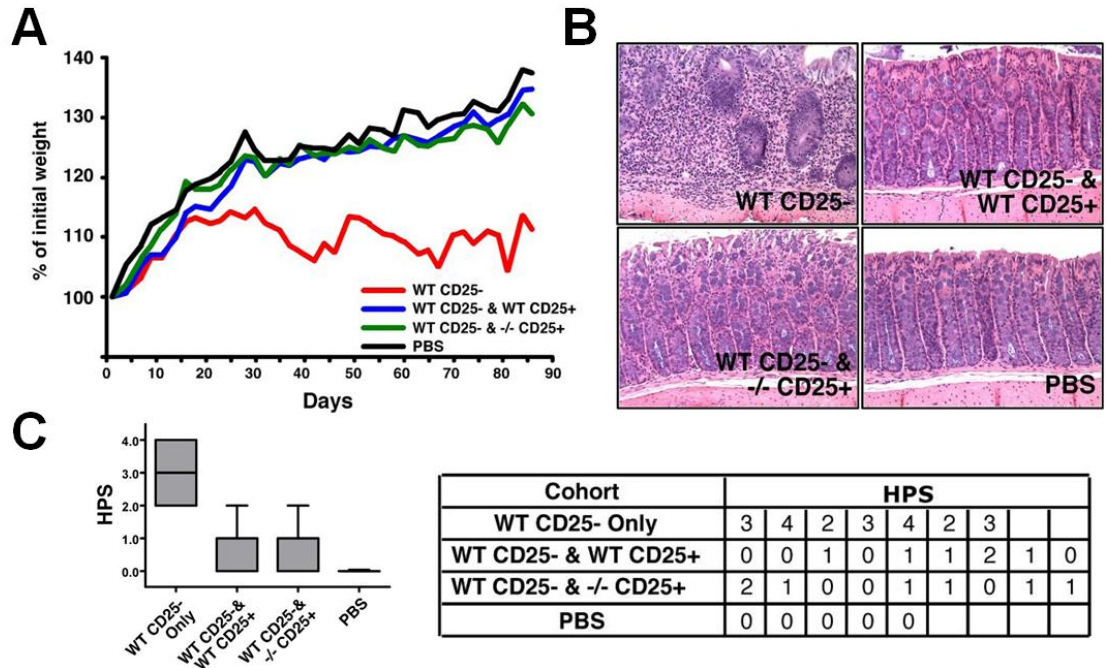 A
% of initial weight
140
130
120
110
100
0 10 20 30 40 50 60 70 80 90
Days
WT CD25-
WT CD25- & WT CD25+
WT CD25- & -/- CD25+
PBS
B
WT CD25-
WT CD25- &
WT CD25+
WT CD25- &
-/- CD25+
PBS
C
HPS
4.0
3.0
2.0
1.0
0.0
WT CD25-
Only
WT CD25-&
WT CD25+
WT CD25-&
-/- CD25+
PBS
Cohort HPS
WT CD25- Only 3 4 2 3 4 2 3
WT CD25- & WT CD25+ 0 0 1 0 1 1 2 1 0
WT CD25- & -/- CD25+ 2 1 0 0 1 1 0 1 1
PBS 0 0 0 0 0